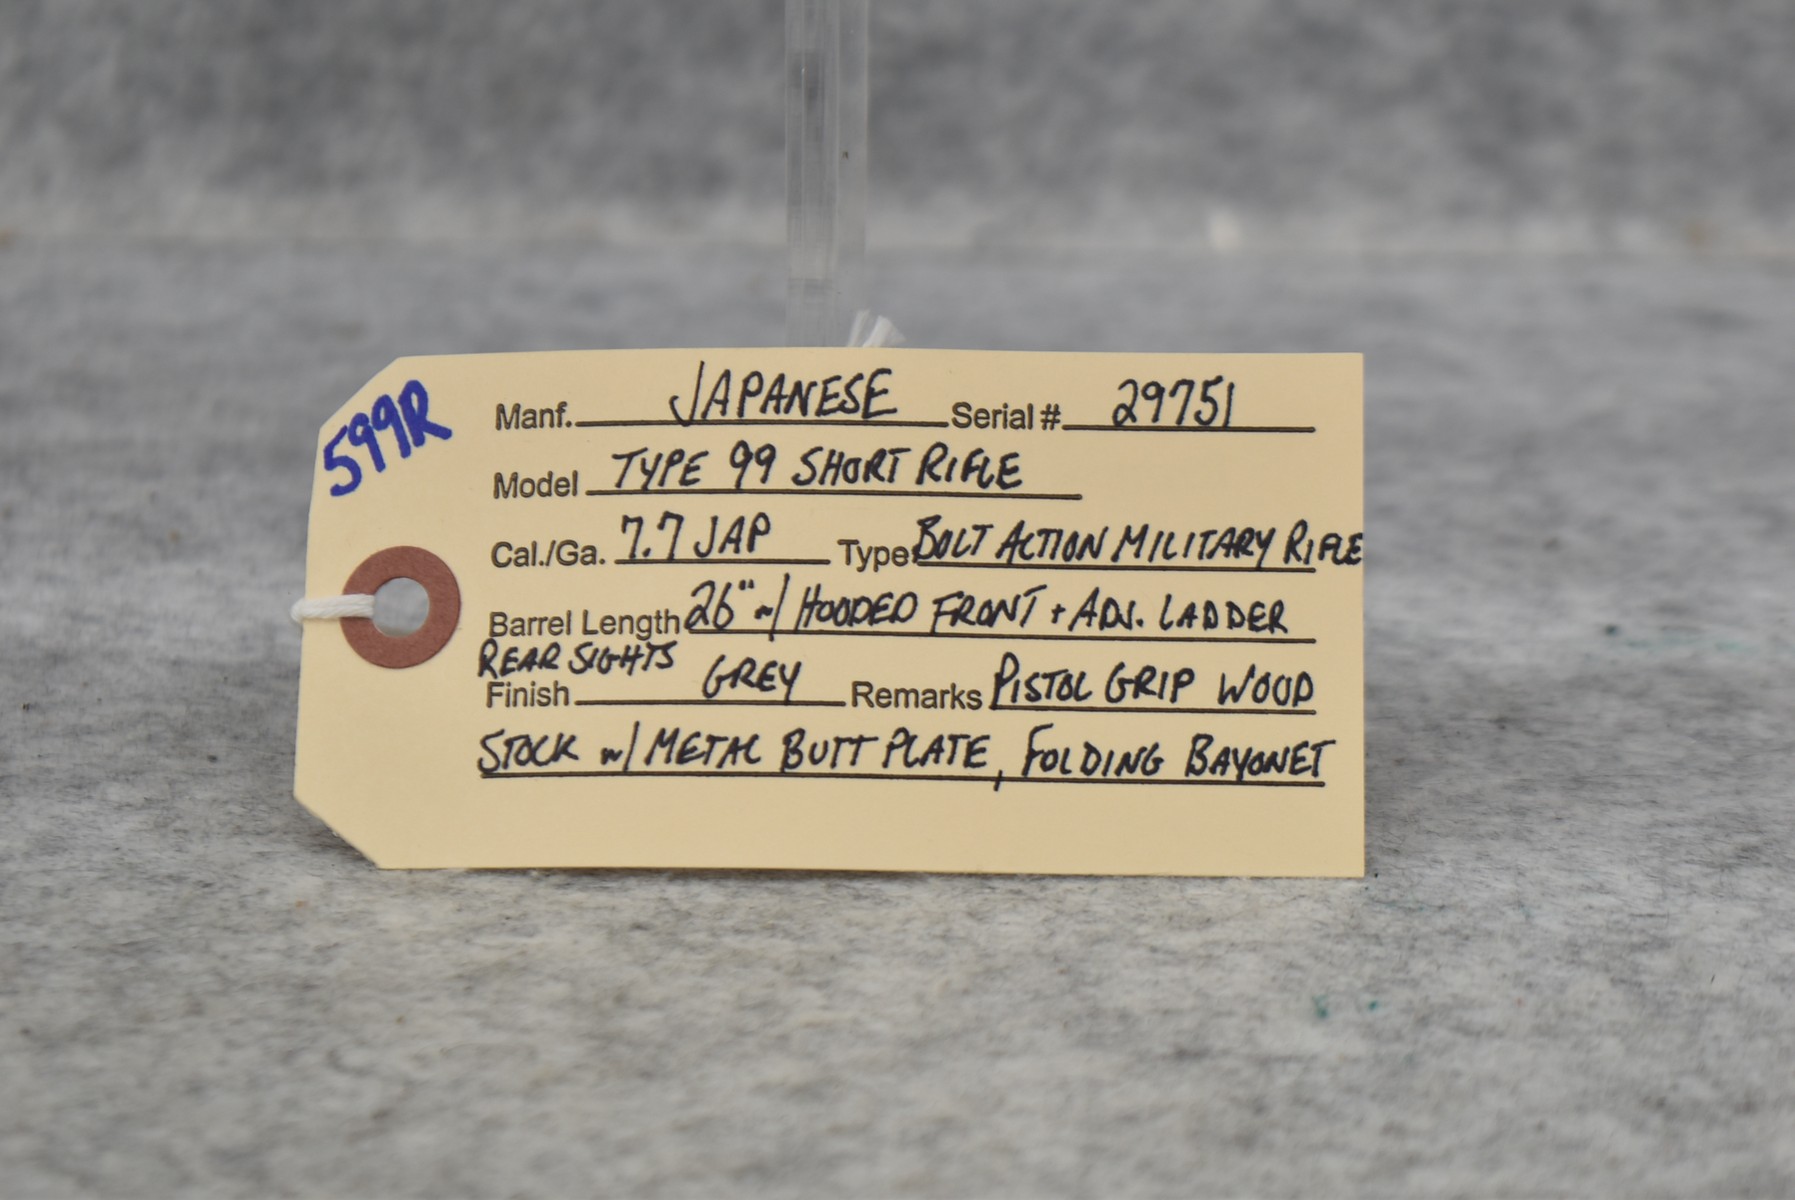 599R
Manf. JAPANESE Serial # 29751
Model TYPE 99 SHORT RIFLE
Cal./Ga. 7.7 JAP Type BOLT ACTION MILITARY RIFLE
Barrel Length 26" w/ HOODED FRONT + ADJ. LADDER
REAR SIGHTS
Finish GREY Remarks PISTOL GRIP WOOD
STOCK w/ METAL BUTT PLATE, FOLDING BAYONET